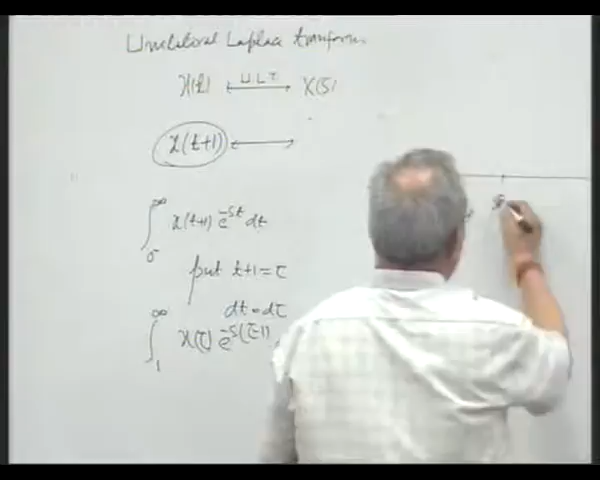 Unilateral Laplace Transform
x(t) ⟷ U L T X(s)
x(t+1) ⟷
∫_{0^-}^{∞} x(t+1) e^{-st} dt
put t+1 = τ
dt = dτ
∫_{1}^{∞} x(τ) e^{-s(τ-1)}